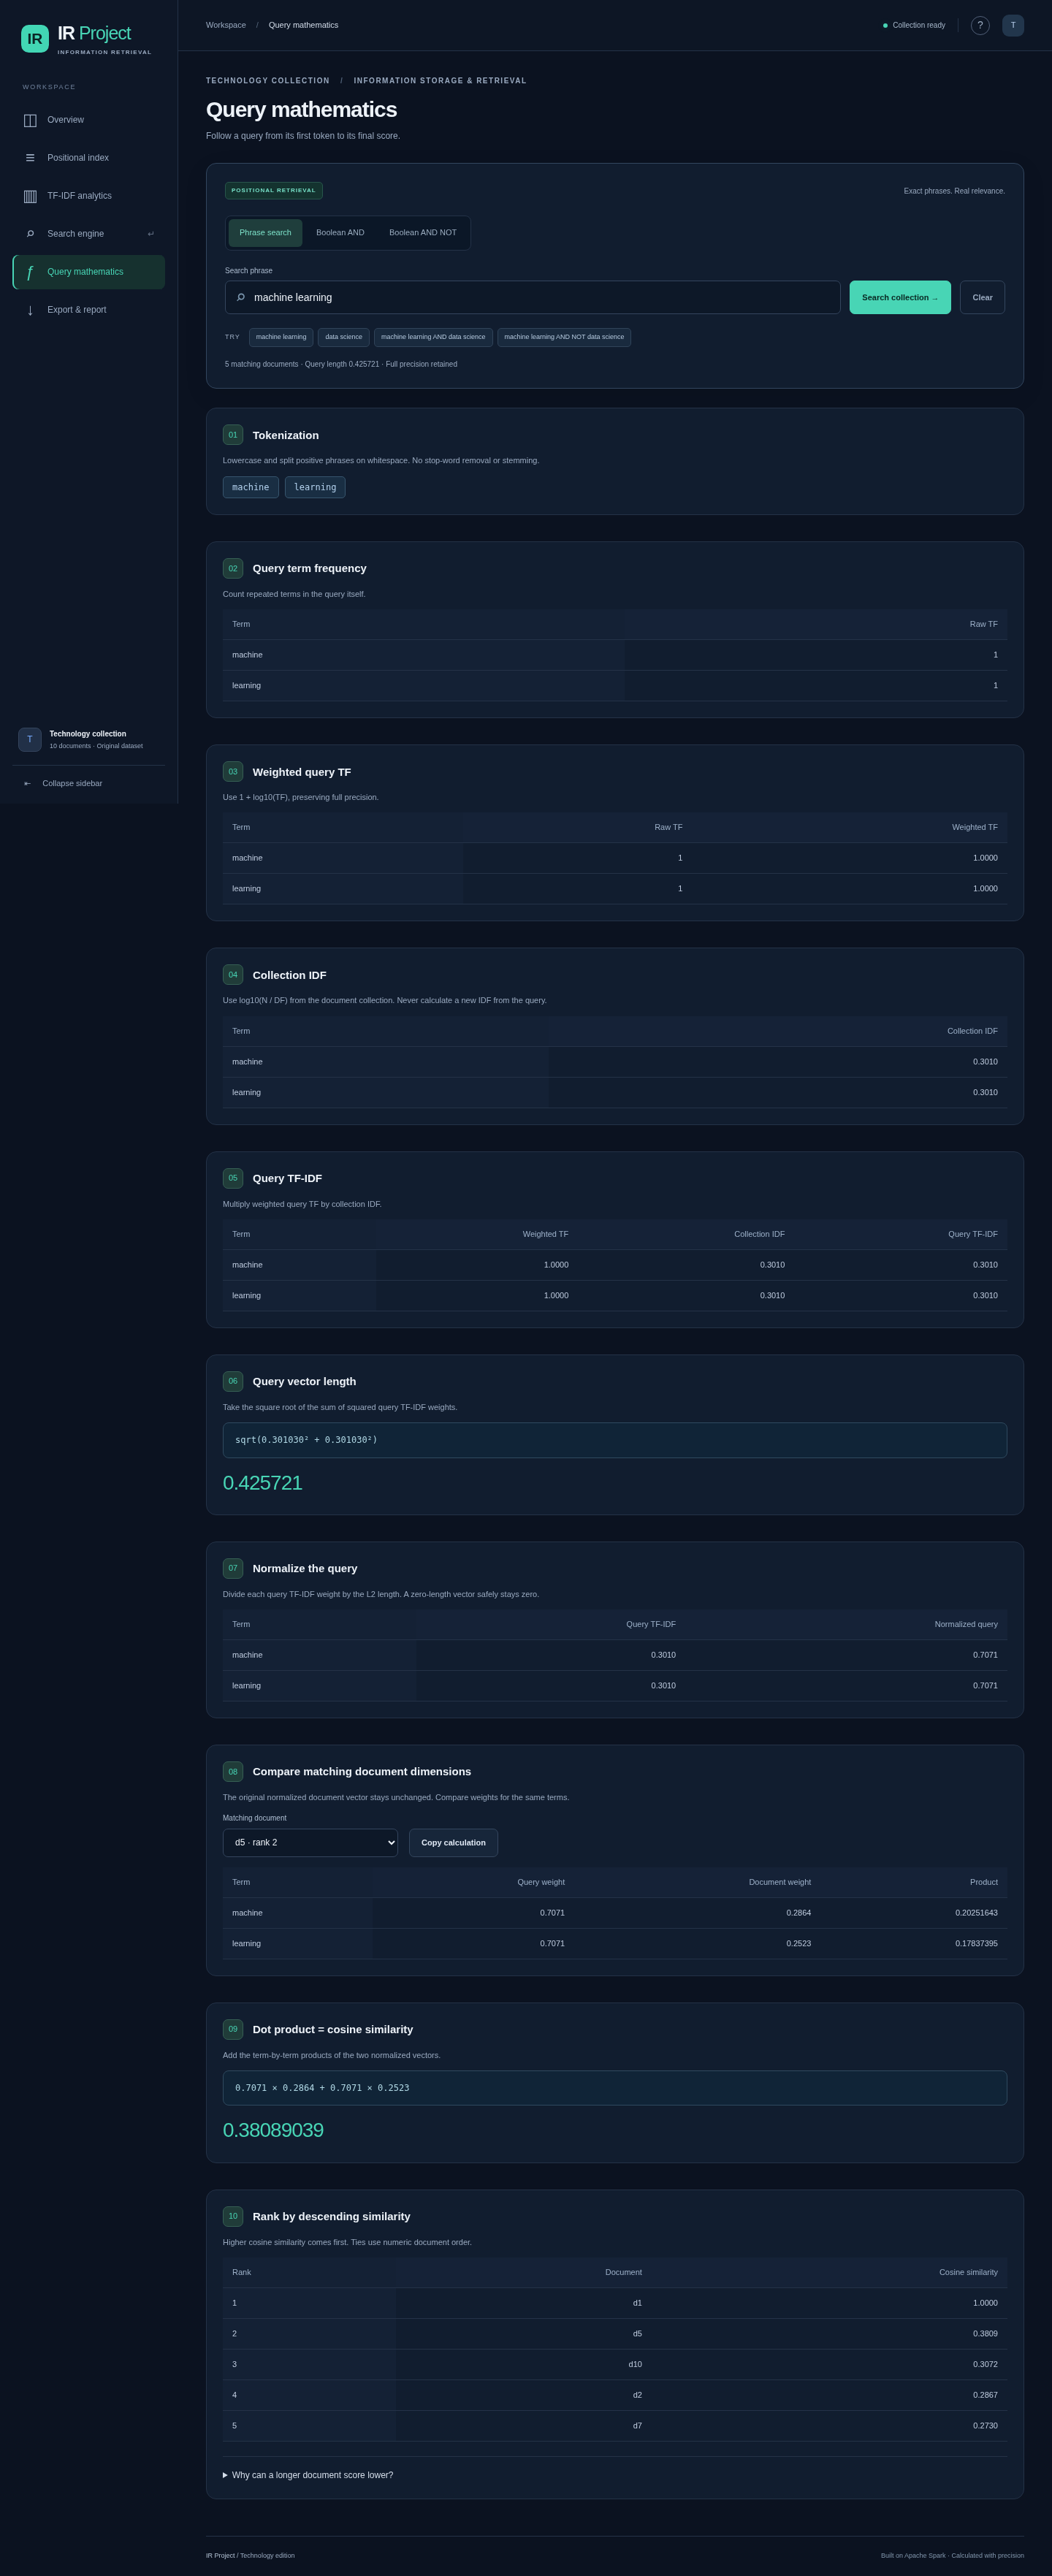 IR
IR Project
INFORMATION RETRIEVAL
WORKSPACE
Overview
Positional index
TF-IDF analytics
Search engine ↵
Query mathematics
Export & report
T
Technology collection
10 documents · Original dataset
Collapse sidebar
Workspace / Query mathematics
Collection ready ? T
TECHNOLOGY COLLECTION / INFORMATION STORAGE & RETRIEVAL
Query mathematics
Follow a query from its first token to its final score.
POSITIONAL RETRIEVAL Exact phrases. Real relevance.
Phrase search Boolean AND Boolean AND NOT
Search phrase
machine learning Search collection → Clear
TRY machine learning data science machine learning AND data science machine learning AND NOT data science
5 matching documents · Query length 0.425721 · Full precision retained
01 Tokenization
Lowercase and split positive phrases on whitespace. No stop-word removal or stemming.
machine learning
02 Query term frequency
Count repeated terms in the query itself.
Term Raw TF
machine 1
learning 1
03 Weighted query TF
Use 1 + log10(TF), preserving full precision.
Term Raw TF Weighted TF
machine 1 1.0000
learning 1 1.0000
04 Collection IDF
Use log10(N / DF) from the document collection. Never calculate a new IDF from the query.
Term Collection IDF
machine 0.3010
learning 0.3010
05 Query TF-IDF
Multiply weighted query TF by collection IDF.
Term Weighted TF Collection IDF Query TF-IDF
machine 1.0000 0.3010 0.3010
learning 1.0000 0.3010 0.3010
06 Query vector length
Take the square root of the sum of squared query TF-IDF weights.
sqrt(0.301030² + 0.301030²)
0.425721
07 Normalize the query
Divide each query TF-IDF weight by the L2 length. A zero-length vector safely stays zero.
Term Query TF-IDF Normalized query
machine 0.3010 0.7071
learning 0.3010 0.7071
08 Compare matching document dimensions
The original normalized document vector stays unchanged. Compare weights for the same terms.
Matching document
d5 · rank 2 Copy calculation
Term Query weight Document weight Product
machine 0.7071 0.2864 0.20251643
learning 0.7071 0.2523 0.17837395
09 Dot product = cosine similarity
Add the term-by-term products of the two normalized vectors.
0.7071 × 0.2864 + 0.7071 × 0.2523
0.38089039
10 Rank by descending similarity
Higher cosine similarity comes first. Ties use numeric document order.
Rank Document Cosine similarity
1 d1 1.0000
2 d5 0.3809
3 d10 0.3072
4 d2 0.2867
5 d7 0.2730
Why can a longer document score lower?
IR Project / Technology edition Built on Apache Spark · Calculated with precision